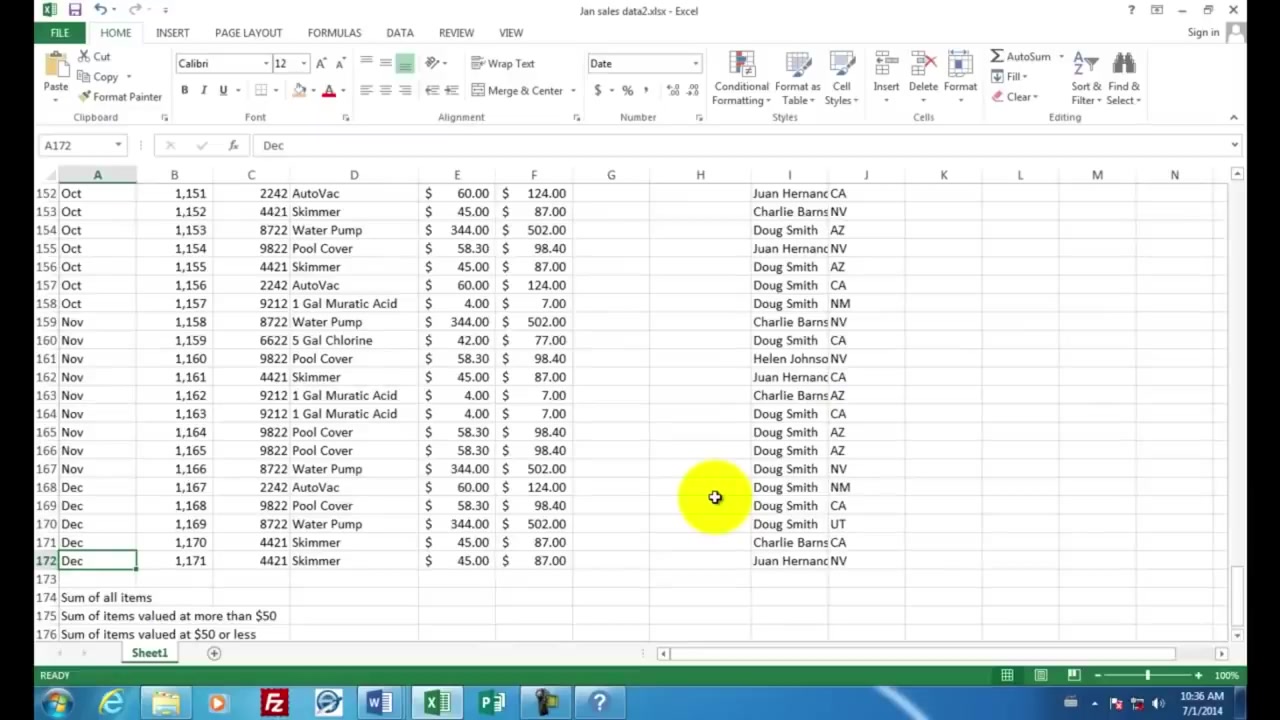 Jan sales data2.xlsx - Excel
FILE HOME INSERT PAGE LAYOUT FORMULAS DATA REVIEW VIEW Sign in
Cut
Copy
Format Painter
Paste
Calibri 12
B I U
Wrap Text
Merge & Center
Date
$ % ,
Conditional Formatting
Format as Table
Cell Styles
Insert Delete Format
AutoSum
Fill
Clear
Sort & Filter
Find & Select
Clipboard Font Alignment Number Styles Cells Editing
A172 fx Dec
A B C D E F G H I J K L M N
152 Oct 1,151 2242 AutoVac $ 60.00 $ 124.00 Juan Hernanc CA
153 Oct 1,152 4421 Skimmer $ 45.00 $ 87.00 Charlie Barns NV
154 Oct 1,153 8722 Water Pump $ 344.00 $ 502.00 Doug Smith AZ
155 Oct 1,154 9822 Pool Cover $ 58.30 $ 98.40 Juan Hernanc NV
156 Oct 1,155 4421 Skimmer $ 45.00 $ 87.00 Doug Smith AZ
157 Oct 1,156 2242 AutoVac $ 60.00 $ 124.00 Doug Smith CA
158 Oct 1,157 9212 1 Gal Muratic Acid $ 4.00 $ 7.00 Doug Smith NM
159 Nov 1,158 8722 Water Pump $ 344.00 $ 502.00 Charlie Barns NV
160 Nov 1,159 6622 5 Gal Chlorine $ 42.00 $ 77.00 Doug Smith CA
161 Nov 1,160 9822 Pool Cover $ 58.30 $ 98.40 Helen Johnso NV
162 Nov 1,161 4421 Skimmer $ 45.00 $ 87.00 Juan Hernanc CA
163 Nov 1,162 9212 1 Gal Muratic Acid $ 4.00 $ 7.00 Charlie Barns AZ
164 Nov 1,163 9212 1 Gal Muratic Acid $ 4.00 $ 7.00 Doug Smith CA
165 Nov 1,164 9822 Pool Cover $ 58.30 $ 98.40 Doug Smith AZ
166 Nov 1,165 9822 Pool Cover $ 58.30 $ 98.40 Doug Smith AZ
167 Nov 1,166 8722 Water Pump $ 344.00 $ 502.00 Doug Smith NV
168 Dec 1,167 2242 AutoVac $ 60.00 $ 124.00 Doug Smith NM
169 Dec 1,168 9822 Pool Cover $ 58.30 $ 98.40 Doug Smith CA
170 Dec 1,169 8722 Water Pump $ 344.00 $ 502.00 Doug Smith UT
171 Dec 1,170 4421 Skimmer $ 45.00 $ 87.00 Charlie Barns CA
172 Dec 1,171 4421 Skimmer $ 45.00 $ 87.00 Juan Hernanc NV
173
174 Sum of all items
175 Sum of items valued at more than $50
176 Sum of items valued at $50 or less
Sheet1
READY 100%
10:36 AM
7/1/2014